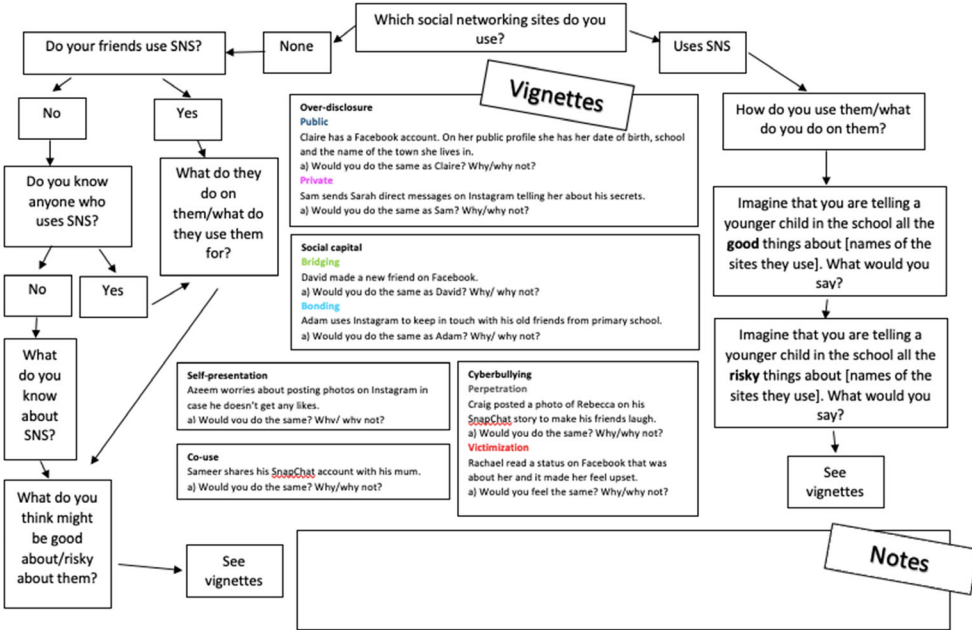 Which social networking sites do you
use?
Do your friends use SNS?
None
Uses SNS
No
Yes
Do you know
anyone who
uses SNS?
What do they
do on
them/what do
they use them
for?
No
Yes
What
do you
know
about
SNS?
What do you
think might
be good
about/risky
about them?
See
vignettes
Vignettes
Over-disclosure
Public
Claire has a Facebook account. On her public profile she has her date of birth, school
and the name of the town she lives in.
a) Would you do the same as Claire? Why/why not?
Private
Sam sends Sarah direct messages on Instagram telling her about his secrets.
a) Would you do the same as Sam? Why/why not?
Social capital
Bridging
David made a new friend on Facebook.
a) Would you do the same as David? Why/ why not?
Bonding
Adam uses Instagram to keep in touch with his old friends from primary school.
a) Would you do the same as Adam? Why/ why not?
Self-presentation
Azeem worries about posting photos on Instagram in
case he doesn't get any likes.
a) Would you do the same? Why/ why not?
Co-use
Sameer shares his SnapChat account with his mum.
a) Would you do the same? Why/why not?
Cyberbullying
Perpetration
Craig posted a photo of Rebecca on his
SnapChat story to make his friends laugh.
a) Would you do the same? Why/why not?
Victimization
Rachael read a status on Facebook that was
about her and it made her feel upset.
a) Would you feel the same? Why/why not?
How do you use them/what
do you do on them?
Imagine that you are telling a
younger child in the school all the
good things about [names of the
sites they use]. What would you
say?
Imagine that you are telling a
younger child in the school all the
risky things about [names of the
sites they use]. What would you
say?
See
vignettes
Notes